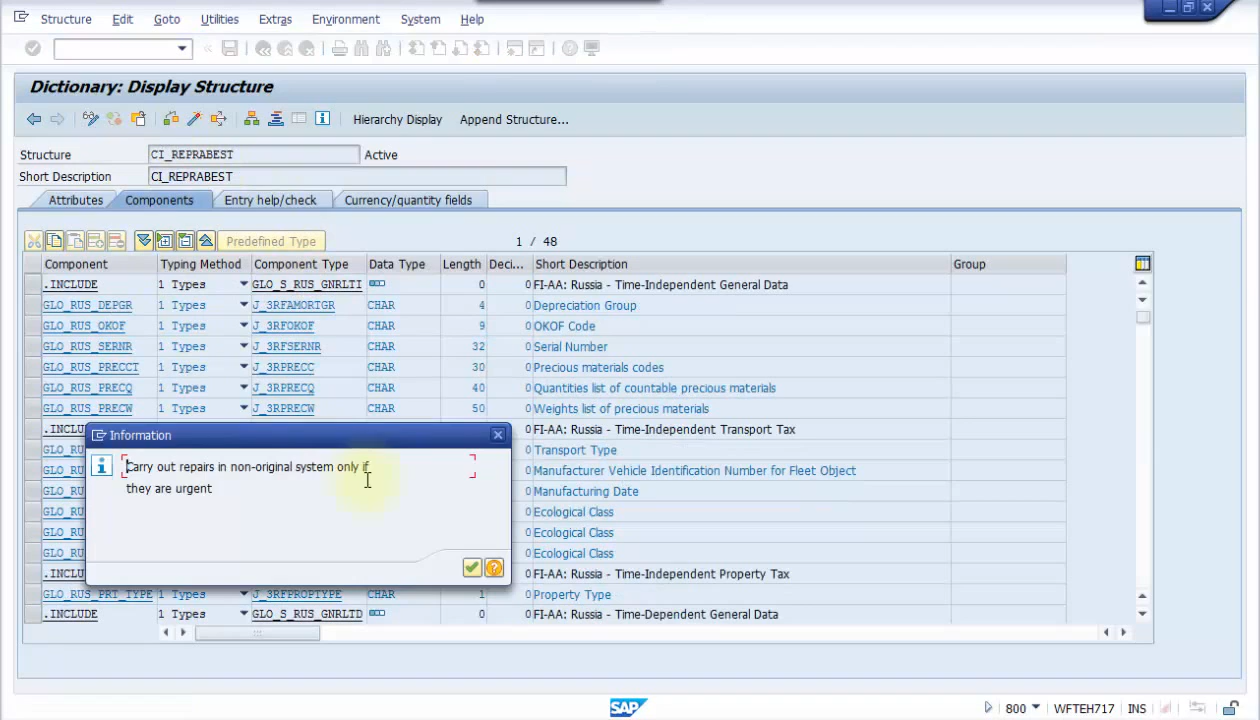 Structure Edit Goto Utilities Extras Environment System Help
Dictionary: Display Structure
Hierarchy Display Append Structure...
Structure CI_REPRABEST Active
Short Description CI_REPRABEST
Attributes Components Entry help/check Currency/quantity fields
Predefined Type 1 / 48
Component Typing Method Component Type Data Type Length Deci... Short Description Group
.INCLUDE 1 Types GLO_S_RUS_GNRLTI 0 0 FI-AA: Russia - Time-Independent General Data
GLO_RUS_DEPGR 1 Types J_3RFAMORTGR CHAR 4 0 Depreciation Group
GLO_RUS_OKOF 1 Types J_3RFOKOF CHAR 9 0 OKOF Code
GLO_RUS_SERNR 1 Types J_3RFSERNR CHAR 32 0 Serial Number
GLO_RUS_PRECCT 1 Types J_3RPRECC CHAR 30 0 Precious materials codes
GLO_RUS_PRECQ 1 Types J_3RPRECQ CHAR 40 0 Quantities list of countable precious materials
GLO_RUS_PRECW 1 Types J_3RPRECW CHAR 50 0 Weights list of precious materials
.INCLU 0 FI-AA: Russia - Time-Independent Transport Tax
GLO_RU 0 Transport Type
GLO_RU 0 Manufacturer Vehicle Identification Number for Fleet Object
GLO_RU 0 Manufacturing Date
GLO_RU 0 Ecological Class
GLO_RU 0 Ecological Class
GLO_RU 0 Ecological Class
.INCLU 0 FI-AA: Russia - Time-Independent Property Tax
GLO_RUS_PRT_TYPE 1 Types J_3RFPROPTYPE CHAR 1 0 Property Type
.INCLUDE 1 Types GLO_S_RUS_GNRLTD 0 0 FI-AA: Russia - Time-Dependent General Data
Information
Carry out repairs in non-original system only if
they are urgent
SAP 800 WFTEH717 INS